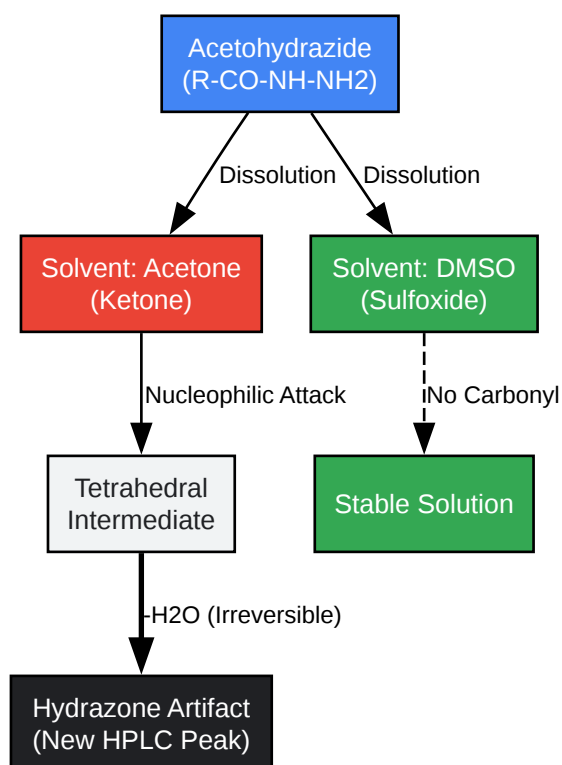 Acetohydrazide
(R-CO-NH-NH2)
Dissolution
Dissolution
Solvent: Acetone
(Ketone)
Solvent: DMSO
(Sulfoxide)
Nucleophilic Attack
No Carbonyl
Tetrahedral
Intermediate
Stable Solution
-H2O (Irreversible)
Hydrazone Artifact
(New HPLC Peak)